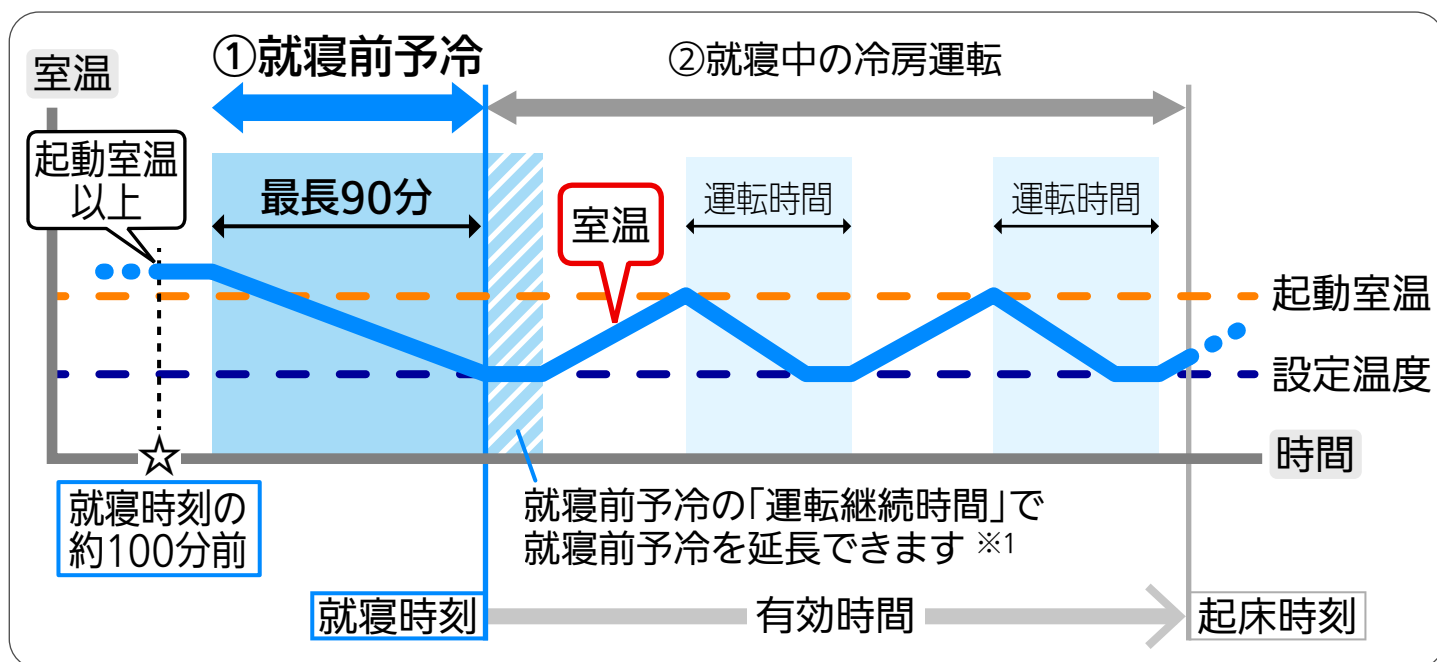 ①就寝前予冷
②就寝中の冷房運転
室温
起動室温
以上
最長90分
室温
運転時間
運転時間
起動室温
設定温度
時間
☆
就寝時刻の
約100分前
就寝前予冷の「運転継続時間」で
就寝前予冷を延長できます ※1
就寝時刻
有効時間
起床時刻